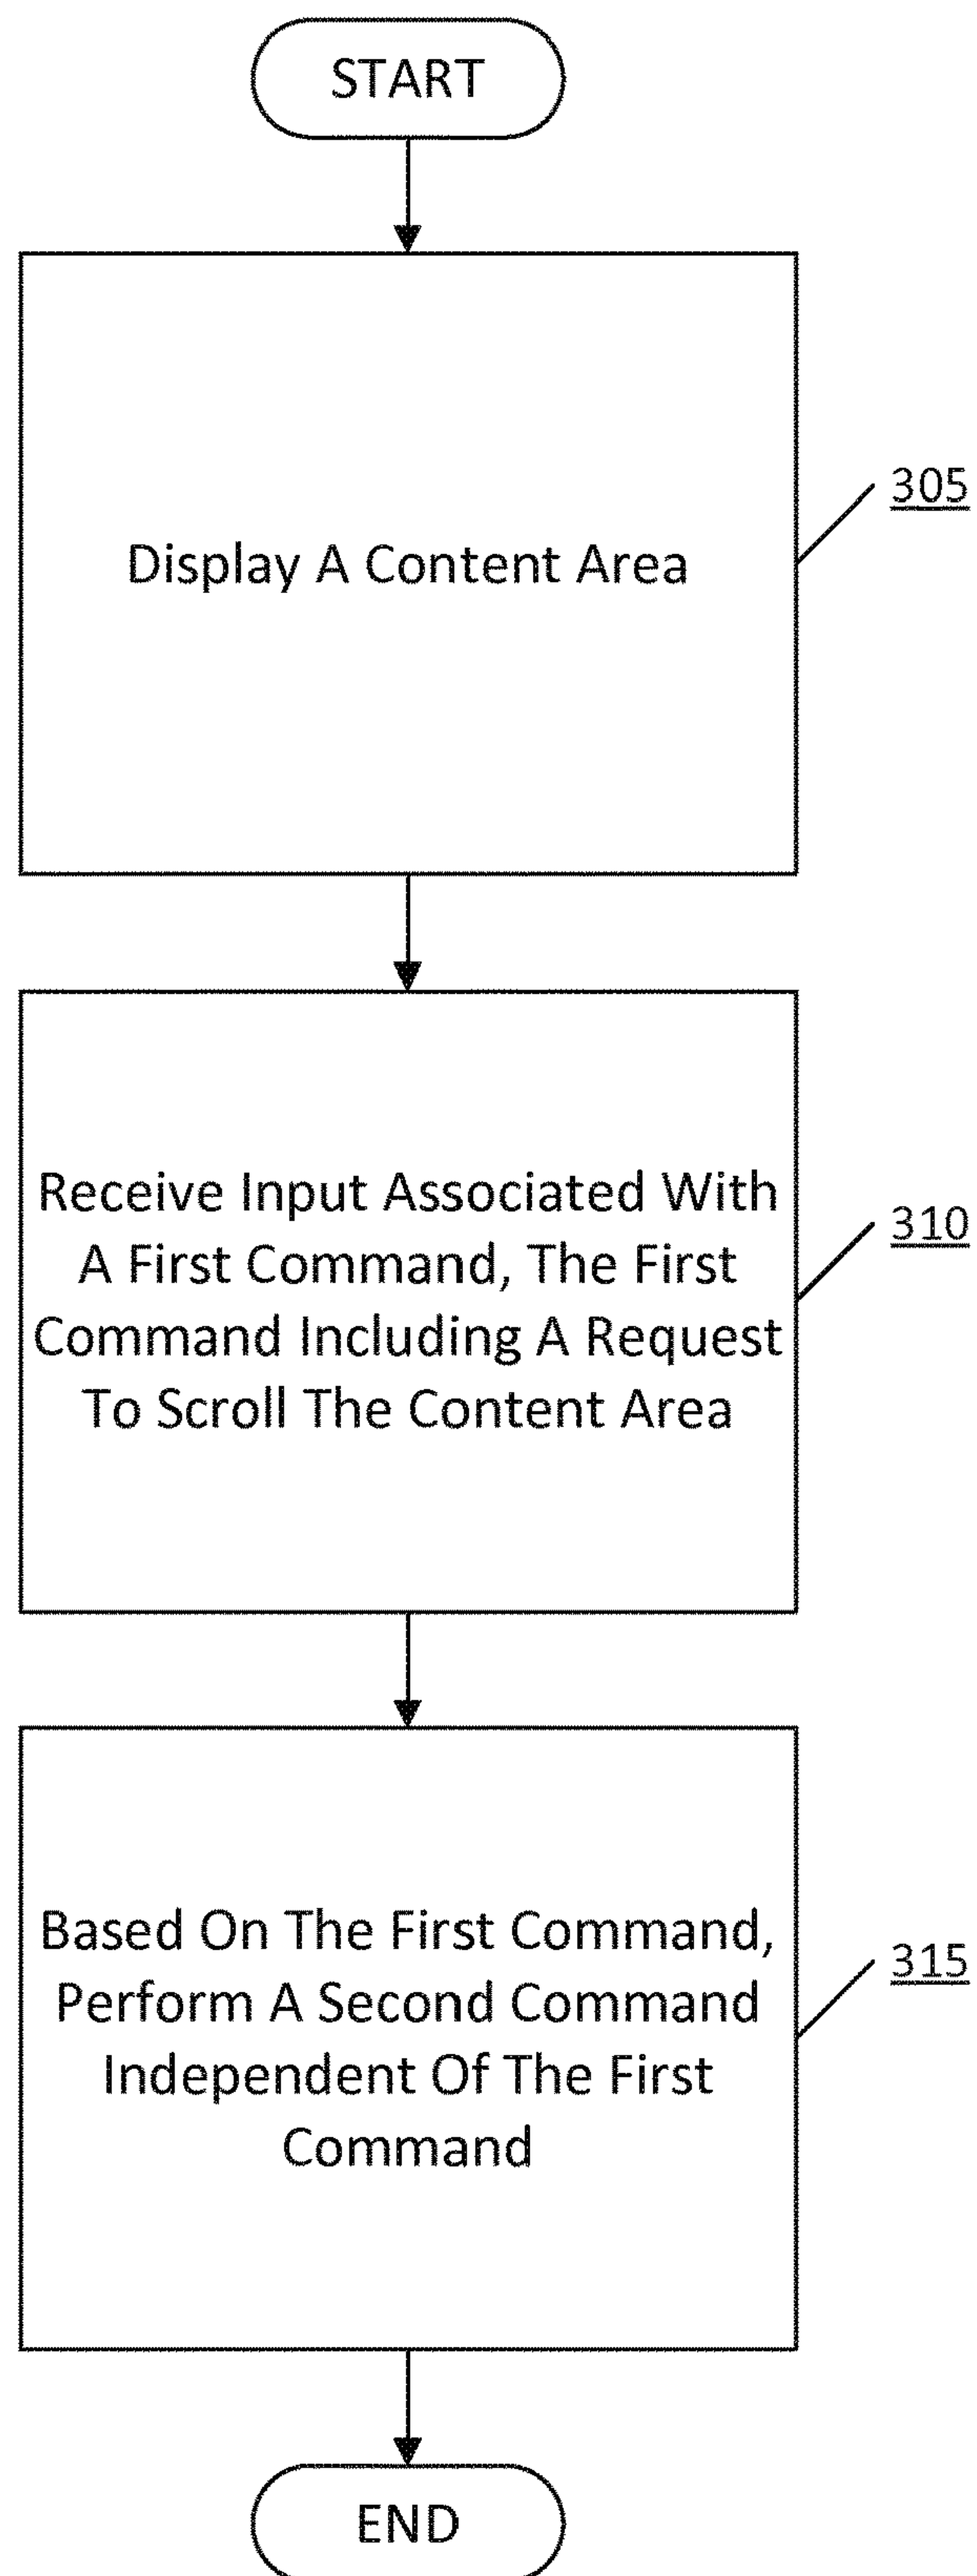 START
Display A Content Area
305
Receive Input Associated With
A First Command, The First
Command Including A Request
To Scroll The Content Area
310
Based On The First Command,
Perform A Second Command
Independent Of The First
Command
315
END